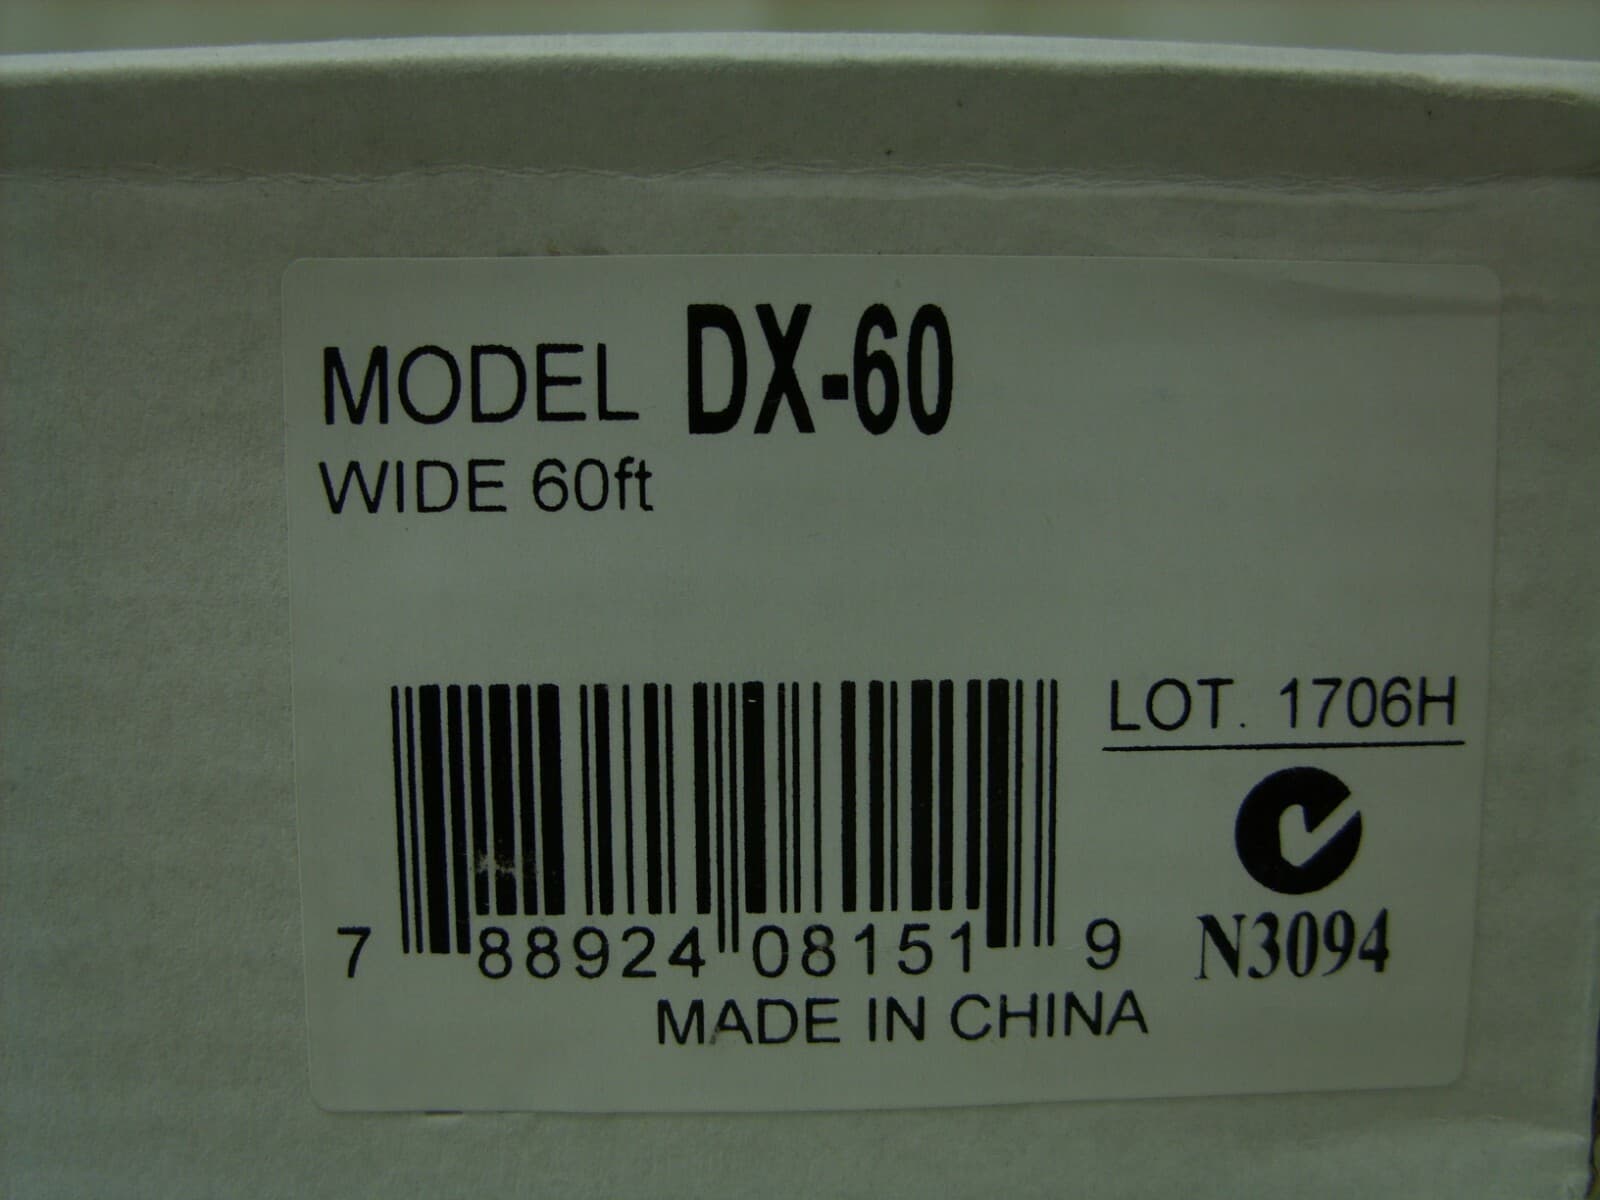 MODEL DX-60
WIDE 60ft
LOT. 1706H
7 88924 08151 9
N3094
MADE IN CHINA